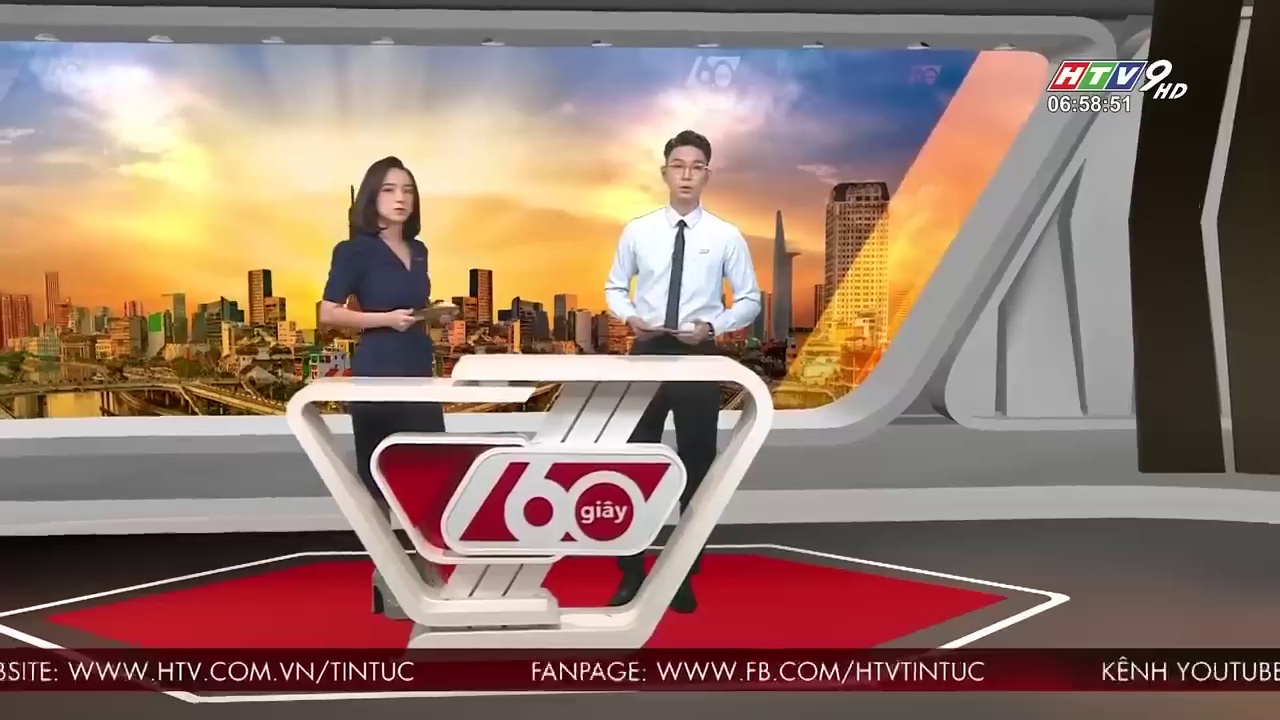 HTV9 HD
06:58:51
60 giây
BSITE: WWW.HTV.COM.VN/TINTUC FANPAGE: WWW.FB.COM/HTVTINTUC KÊNH YOUTUBE